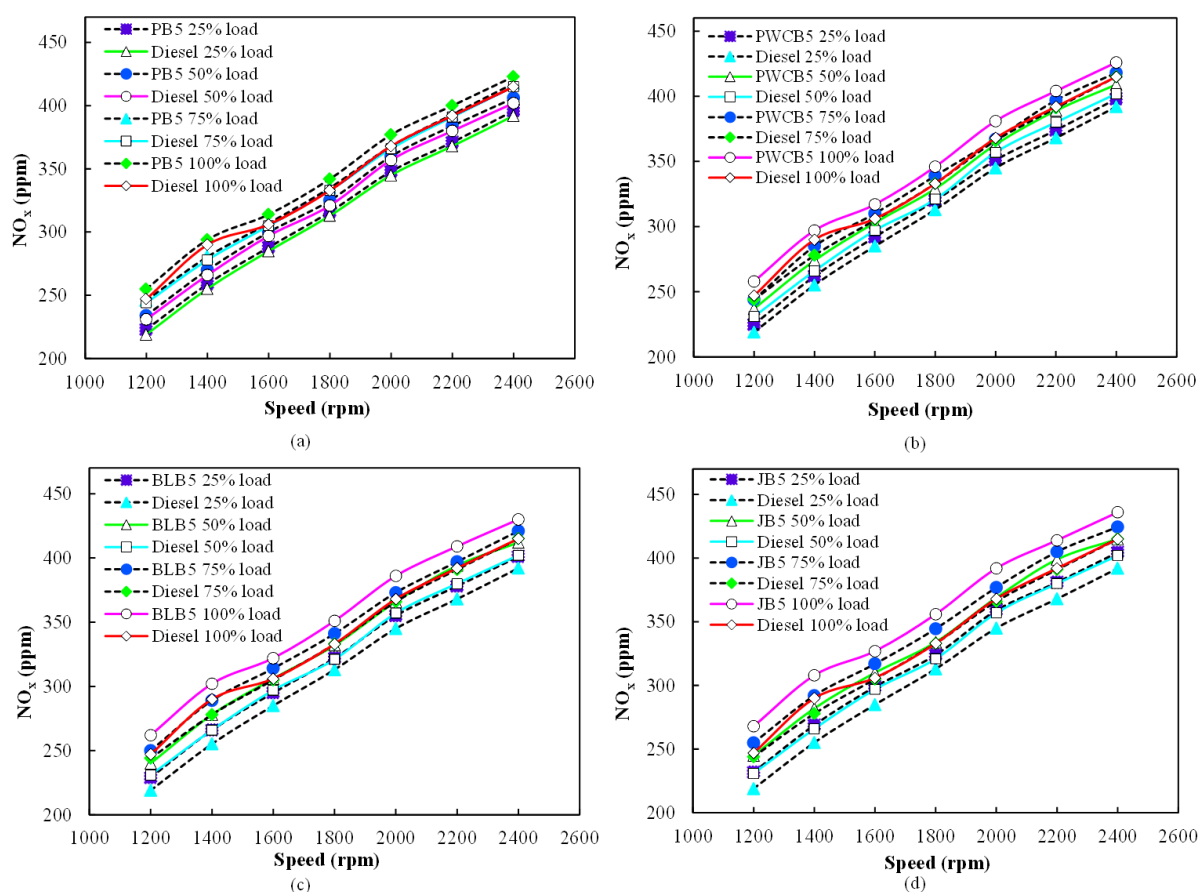 450
400
350
300
250
200
NOx (ppm)
PB5 25% load
Diesel 25% load
PB5 50% load
Diesel 50% load
PB5 75% load
Diesel 75% load
PB5 100% load
Diesel 100% load
1000 1200 1400 1600 1800 2000 2200 2400 2600
Speed (rpm)
(a)
450
400
350
300
250
200
NOx (ppm)
PWCB5 25% load
Diesel 25% load
PWCB5 50% load
Diesel 50% load
PWCB5 75% load
Diesel 75% load
PWCB5 100% load
Diesel 100% load
1000 1200 1400 1600 1800 2000 2200 2400 2600
Speed (rpm)
(b)
450
400
350
300
250
200
NOx (ppm)
BLB5 25% load
Diesel 25% load
BLB5 50% load
Diesel 50% load
BLB5 75% load
Diesel 75% load
BLB5 100% load
Diesel 100% load
1000 1200 1400 1600 1800 2000 2200 2400 2600
Speed (rpm)
(c)
450
400
350
300
250
200
NOx (ppm)
JB5 25% load
Diesel 25% load
JB5 50% load
Diesel 50% load
JB5 75% load
Diesel 75% load
JB5 100% load
Diesel 100% load
1000 1200 1400 1600 1800 2000 2200 2400 2600
Speed (rpm)
(d)